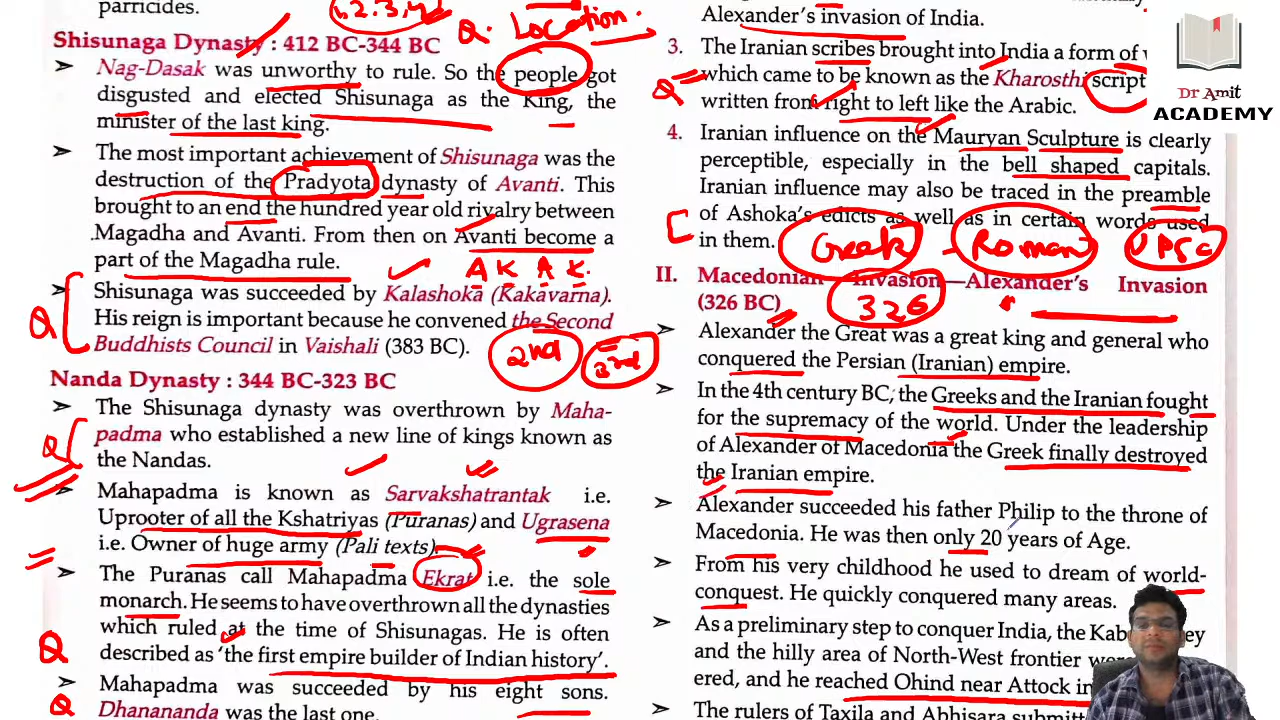 parricides.
1, 2, 3, 4
Q. Location.
Shisunaga Dynasty : 412 BC-344 BC
➤ Nag-Dasak was unworthy to rule. So the people got
disgusted and elected Shisunaga as the King, the
minister of the last king.
➤ The most important achievement of Shisunaga was the
destruction of the Pradyota dynasty of Avanti. This
brought to an end the hundred year old rivalry between
Magadha and Avanti. From then on Avanti become a
part of the Magadha rule.
A K A K.
➤ Shisunaga was succeeded by Kalashoka (Kakavarna).
Q
His reign is important because he convened the Second
Buddhists Council in Vaishali (383 BC).
2nd
3rd
Nanda Dynasty : 344 BC-323 BC
➤ The Shisunaga dynasty was overthrown by Maha-
Q
padma who established a new line of kings known as
the Nandas.
➤ Mahapadma is known as Sarvakshatrantak i.e.
Uprooter of all the Kshatriyas (Puranas) and Ugrasena
i.e. Owner of huge army (Pali texts).
➤ The Puranas call Mahapadma Ekrat i.e. the sole
monarch. He seems to have overthrown all the dynasties
which ruled at the time of Shisunagas. He is often
Q
described as 'the first empire builder of Indian history'.
➤ Mahapadma was succeeded by his eight sons.
Q
Dhanananda was the last one.
Alexander's invasion of India.
3. The Iranian scribes brought into India a form of
Q
which came to be known as the Kharosthi script
written from right to left like the Arabic.
4. Iranian influence on the Mauryan Sculpture is clearly
perceptible, especially in the bell shaped capitals.
Iranian influence may also be traced in the preamble
of Ashoka's edicts as well as in certain words used
in them.
Greek - Roman UPSC
II. Macedonian Invasion—Alexander's Invasion
(326 BC)
326
➤ Alexander the Great was a great king and general who
conquered the Persian (Iranian) empire.
➤ In the 4th century BC, the Greeks and the Iranian fought
for the supremacy of the world. Under the leadership
of Alexander of Macedonia the Greek finally destroyed
the Iranian empire.
➤ Alexander succeeded his father Philip to the throne of
Macedonia. He was then only 20 years of Age.
➤ From his very childhood he used to dream of world-
conquest. He quickly conquered many areas.
➤ As a preliminary step to conquer India, the
and the hilly area of North-West frontier
ered, and he reached Ohind near Attock in
➤ The rulers of Taxila and Abhisara
Dr Amit
ACADEMY